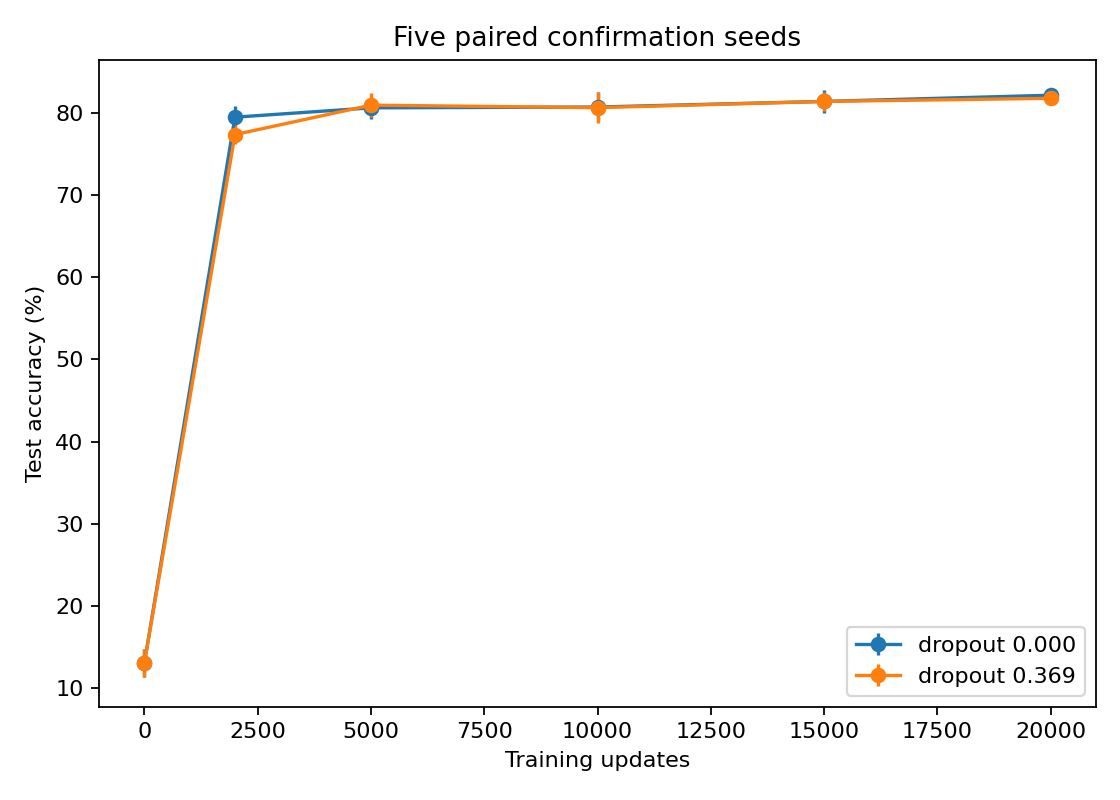 Five paired confirmation seeds
Test accuracy (%)
80
70
60
50
40
30
20
10
dropout 0.000
dropout 0.369
0 2500 5000 7500 10000 12500 15000 17500 20000
Training updates